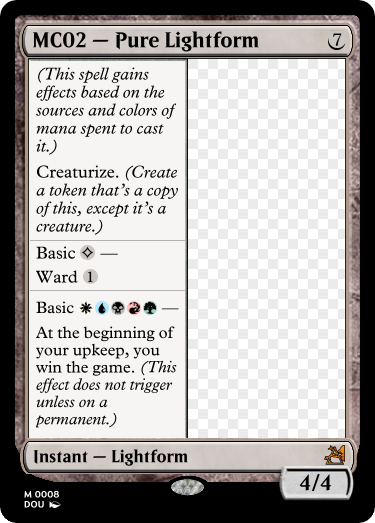 MC02 — Pure Lightform 7
(This spell gains
effects based on the
sources and colors of
mana spent to cast
it.)
Creaturize. (Create
a token that's a copy
of this, except it's a
creature.)
Basic —
Ward 1
Basic —
At the beginning of
your upkeep, you
win the game. (This
effect does not trigger
unless on a
permanent.)
Instant — Lightform
4/4
M 0008
DOU